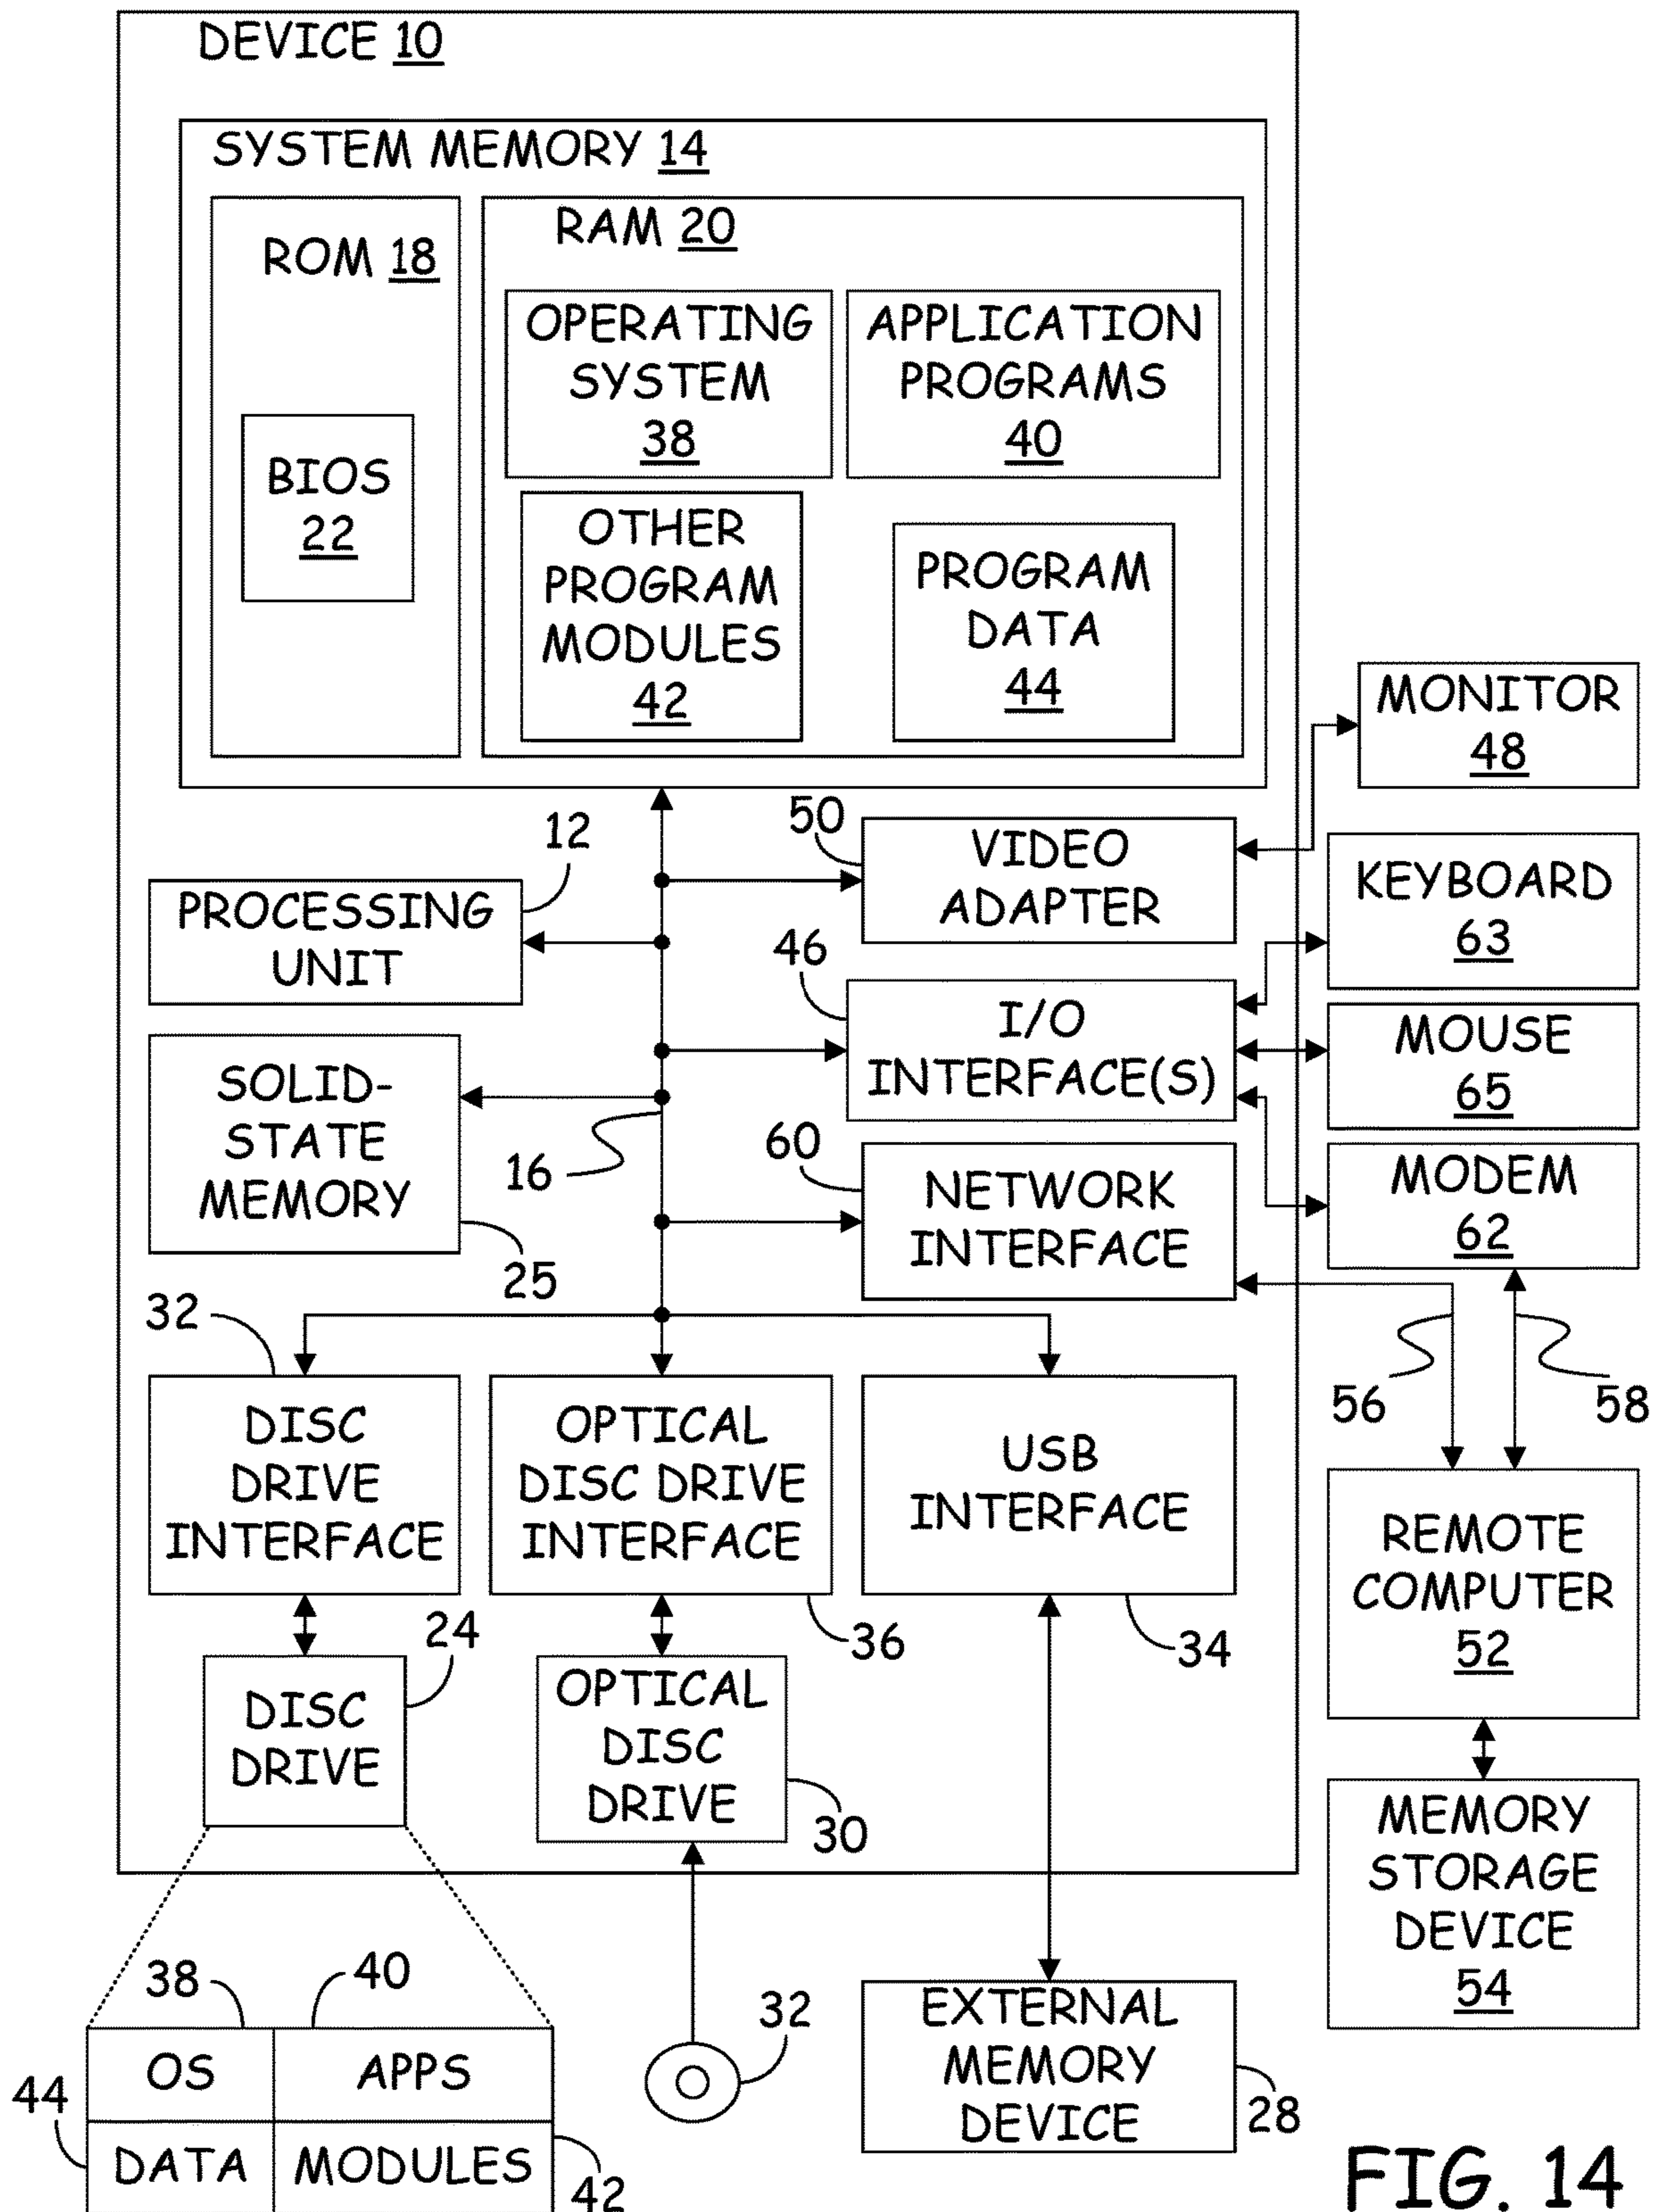 DEVICE 10
SYSTEM MEMORY 14
ROM 18
BIOS
22
RAM 20
OPERATING
SYSTEM
38
APPLICATION
PROGRAMS
40
OTHER
PROGRAM
MODULES
42
PROGRAM
DATA
44
MONITOR
48
12
PROCESSING
UNIT
50
VIDEO
ADAPTER
KEYBOARD
63
46
I/O
INTERFACE(S)
MOUSE
65
SOLID-
STATE
MEMORY
25
16
60
NETWORK
INTERFACE
MODEM
62
56
58
32
DISC
DRIVE
INTERFACE
OPTICAL
DISC DRIVE
INTERFACE
36
USB
INTERFACE
34
REMOTE
COMPUTER
52
24
DISC
DRIVE
OPTICAL
DISC
DRIVE
30
MEMORY
STORAGE
DEVICE
54
38
40
OS
APPS
44
DATA
MODULES
42
32
EXTERNAL
MEMORY
DEVICE
28
FIG. 14